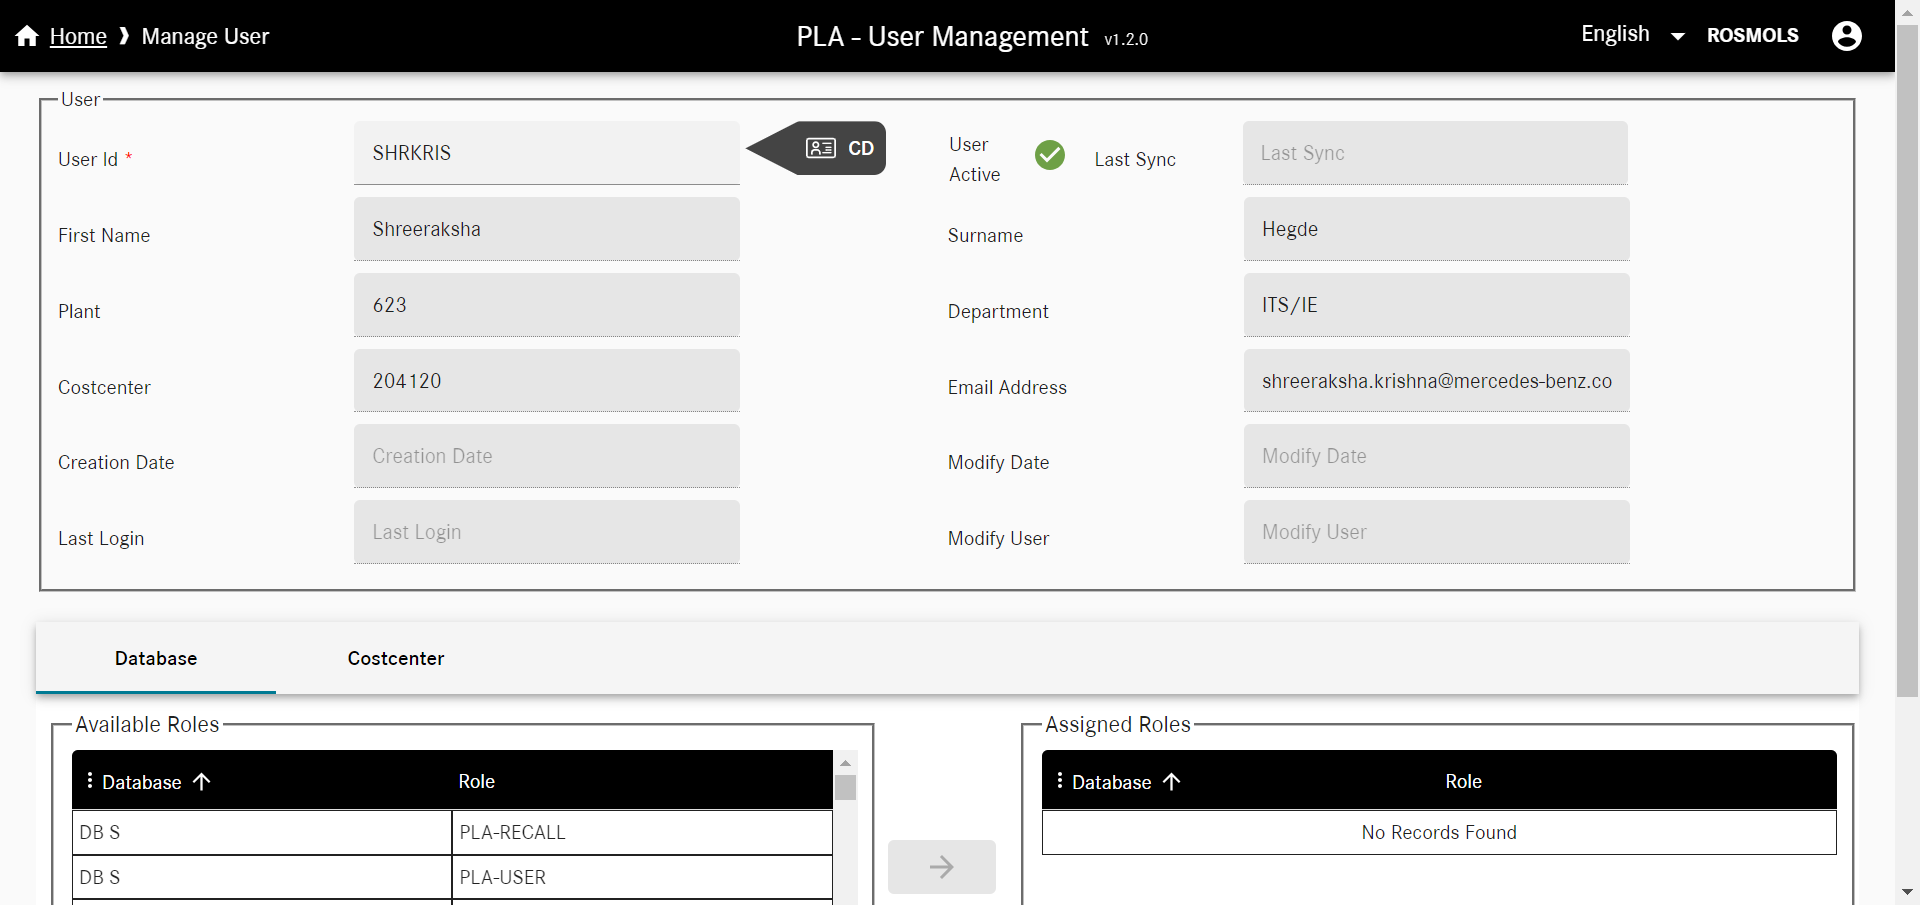 Home ❯ Manage User
PLA - User Management v1.2.0
English ROSMOLS
User
User Id * SHRKRIS CD User Active Last Sync Last Sync
First Name Shreeraksha Surname Hegde
Plant 623 Department ITS/IE
Costcenter 204120 Email Address shreeraksha.krishna@mercedes-benz.co
Creation Date Creation Date Modify Date Modify Date
Last Login Last Login Modify User Modify User
Database Costcenter
Available Roles
Database Role
DB S PLA-RECALL
DB S PLA-USER
Assigned Roles
Database Role
No Records Found